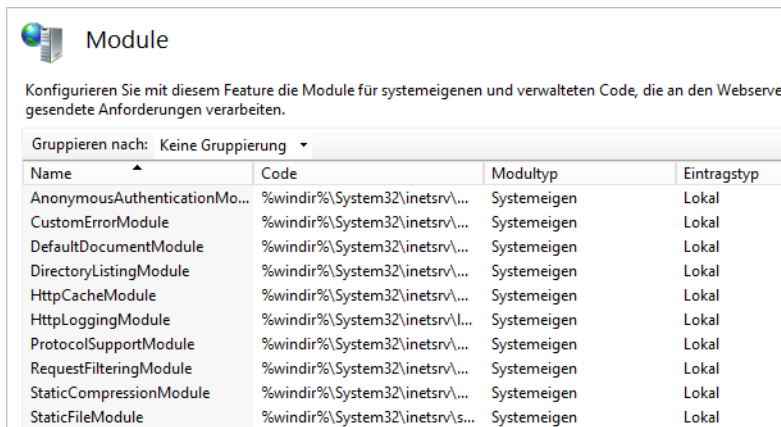 Module
Konfigurieren Sie mit diesem Feature die Module für systemeigenen und verwalteten Code, die an den Webserve
gesendete Anforderungen verarbeiten.
Gruppieren nach: Keine Gruppierung
Name Code Modultyp Eintragstyp
AnonymousAuthenticationMo... %windir%\System32\inetsrv\... Systemeigen Lokal
CustomErrorModule %windir%\System32\inetsrv\... Systemeigen Lokal
DefaultDocumentModule %windir%\System32\inetsrv\... Systemeigen Lokal
DirectoryListingModule %windir%\System32\inetsrv\... Systemeigen Lokal
HttpCacheModule %windir%\System32\inetsrv\... Systemeigen Lokal
HttpLoggingModule %windir%\System32\inetsrv\l... Systemeigen Lokal
ProtocolSupportModule %windir%\System32\inetsrv\... Systemeigen Lokal
RequestFilteringModule %windir%\System32\inetsrv\... Systemeigen Lokal
StaticCompressionModule %windir%\System32\inetsrv\... Systemeigen Lokal
StaticFileModule %windir%\System32\inetsrv\s... Systemeigen Lokal